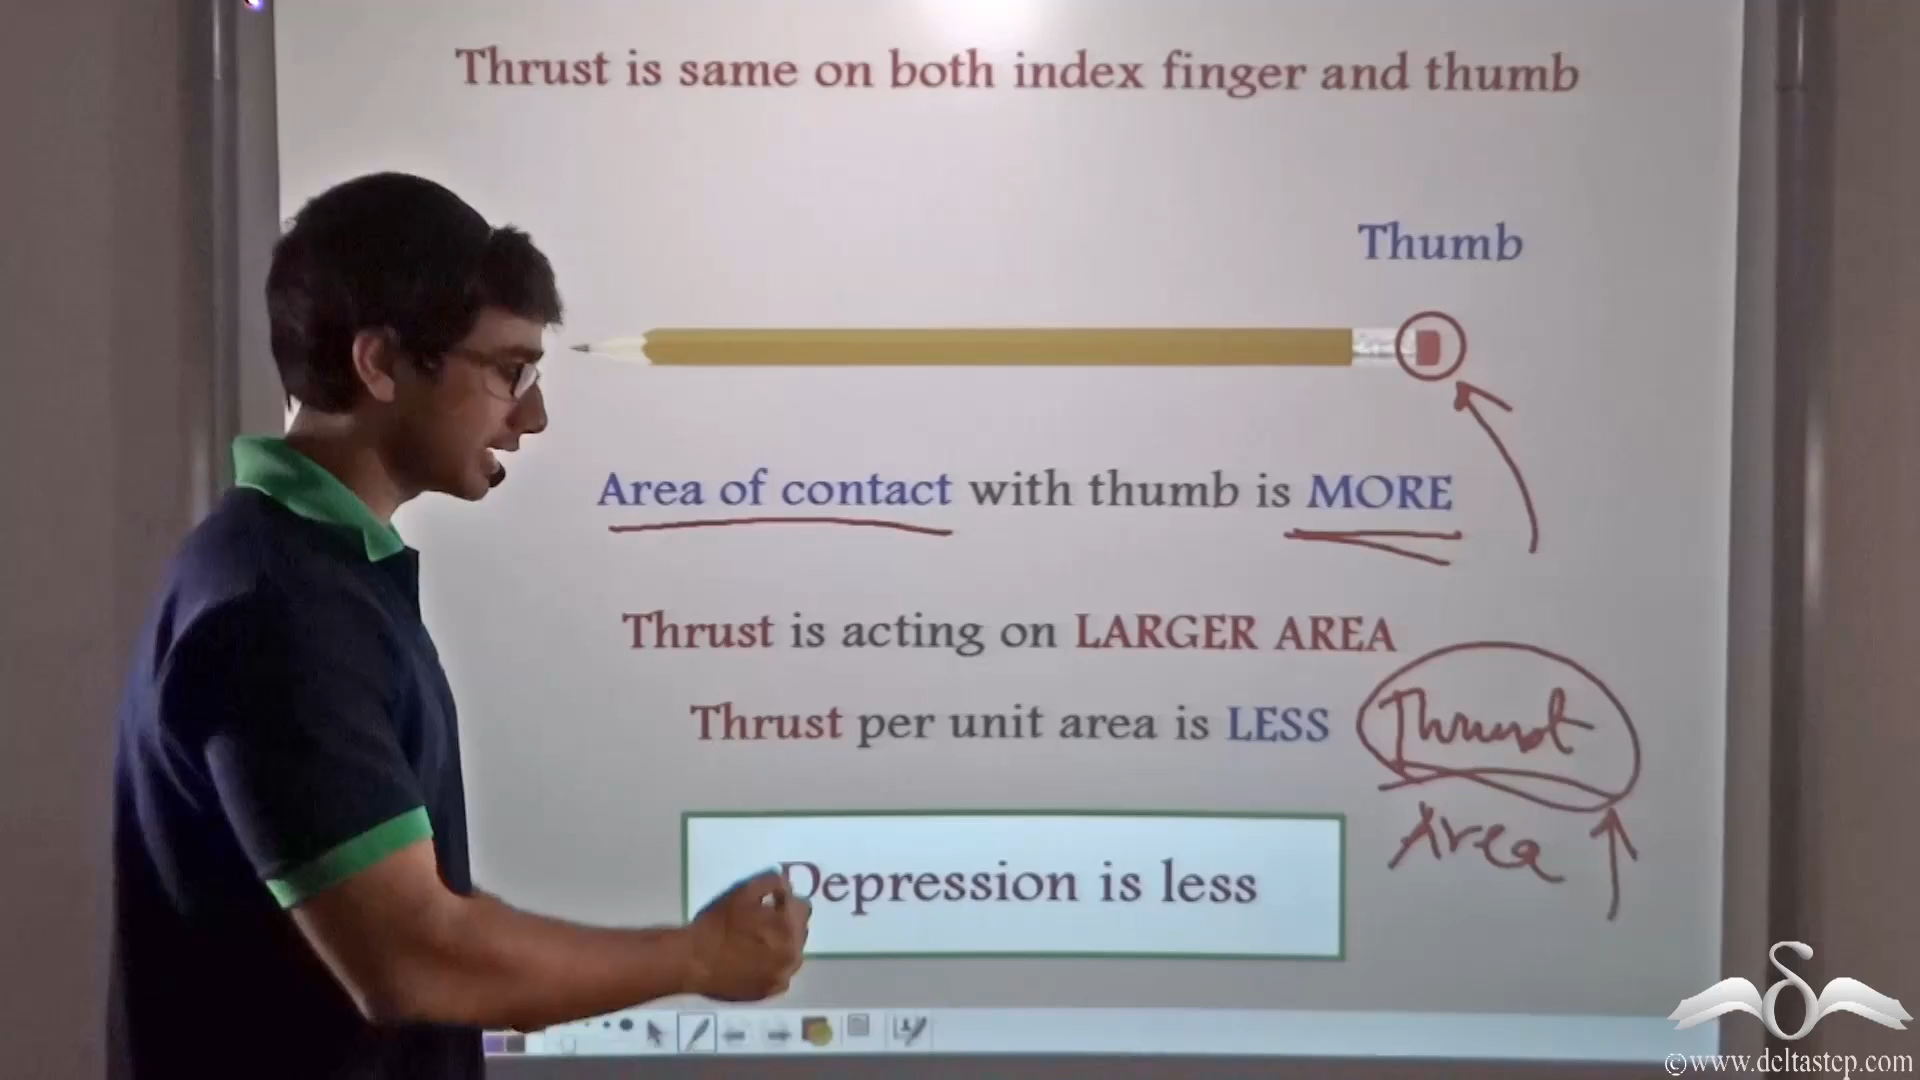 Thrust is same on both index finger and thumb
Thumb
Area of contact with thumb is MORE
Thrust is acting on LARGER AREA
Thrust per unit area is LESS
Thrust
Area
Depression is less
©www.deltastep.com